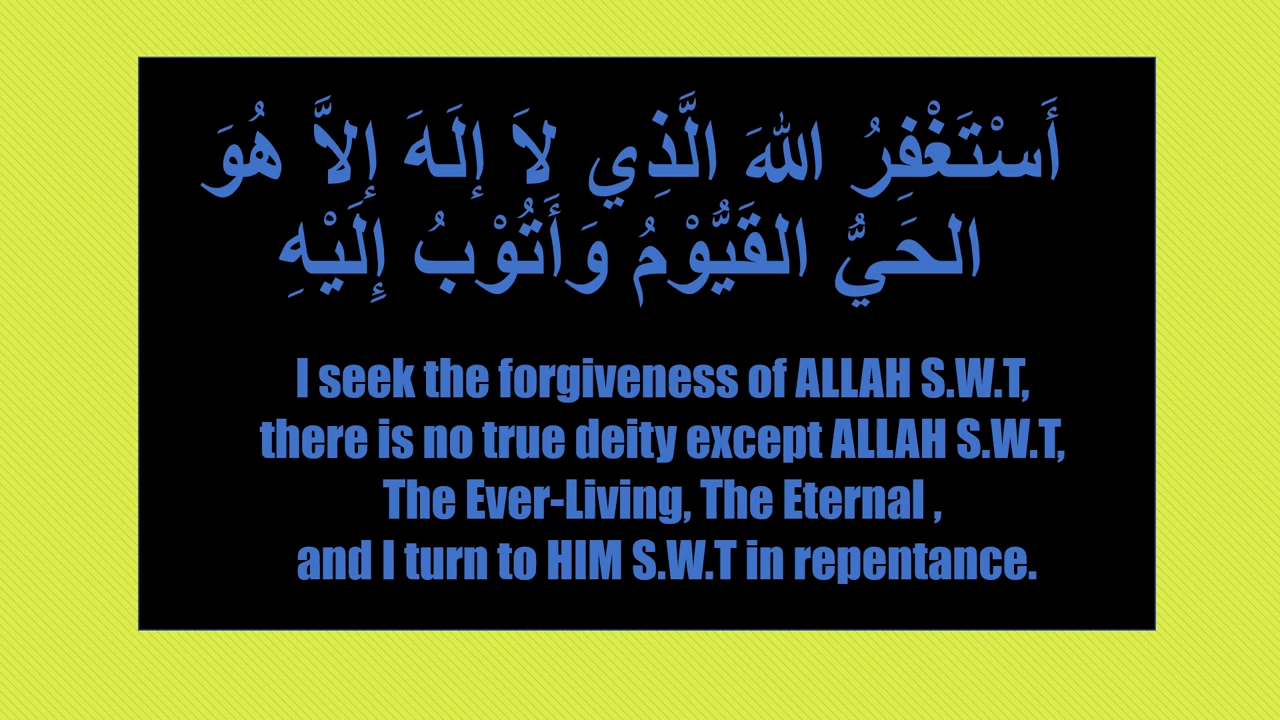 أَسْتَغْفِرُ اللهَ الَّذِي لاَ إِلَهَ إِلاَّ هُوَ
الحَيُّ القَيُّوْمُ وَأَتُوْبُ إِلَيْهِ
I seek the forgiveness of ALLAH S.W.T,
there is no true deity except ALLAH S.W.T,
The Ever-Living, The Eternal ,
and I turn to HIM S.W.T in repentance.